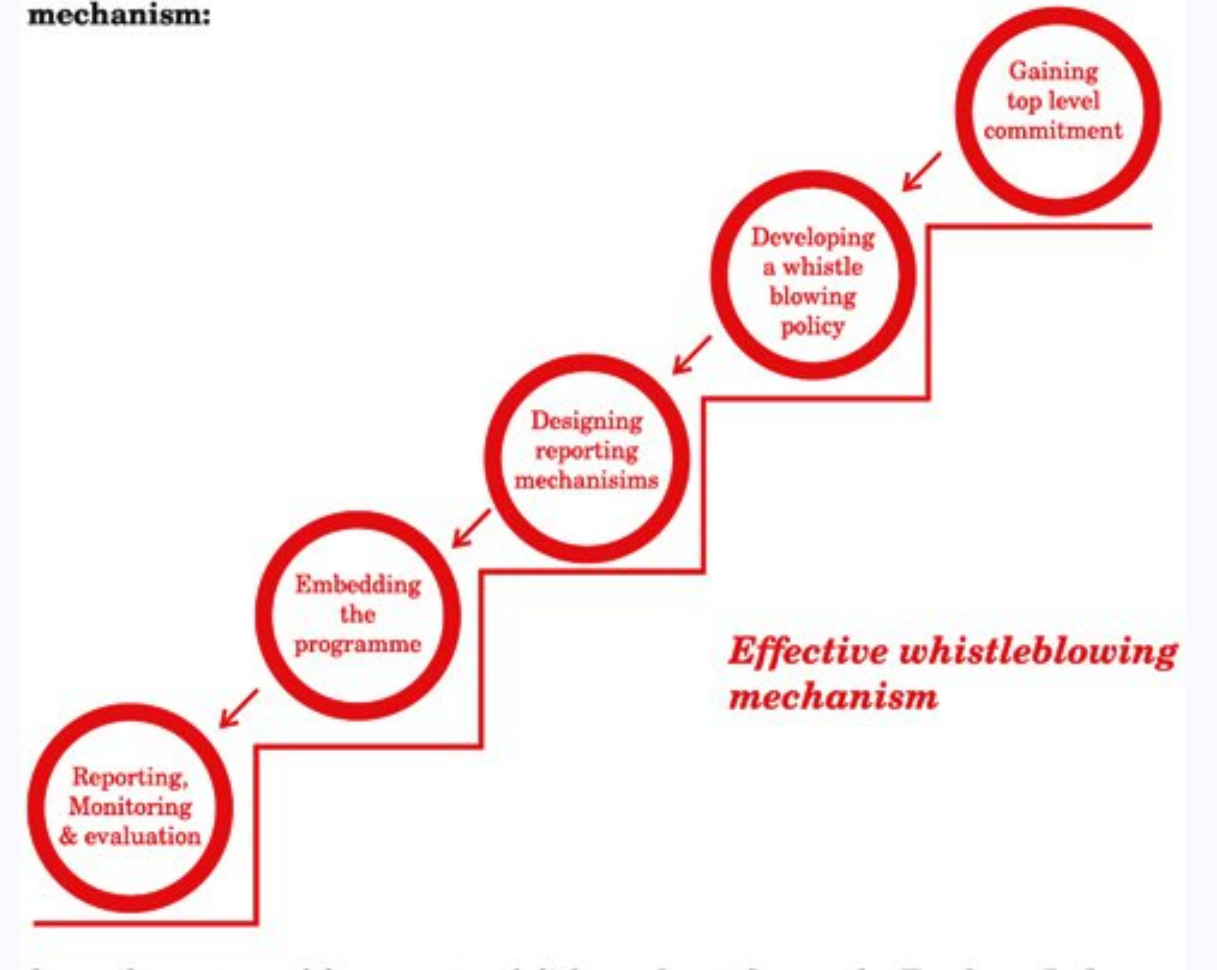 mechanism:
Gaining
top level
commitment
Developing
a whistle
blowing
policy
Designing
reporting
mechanisims
Embedding
the
programme
Reporting,
Monitoring
& evaluation
Effective whistleblowing
mechanism